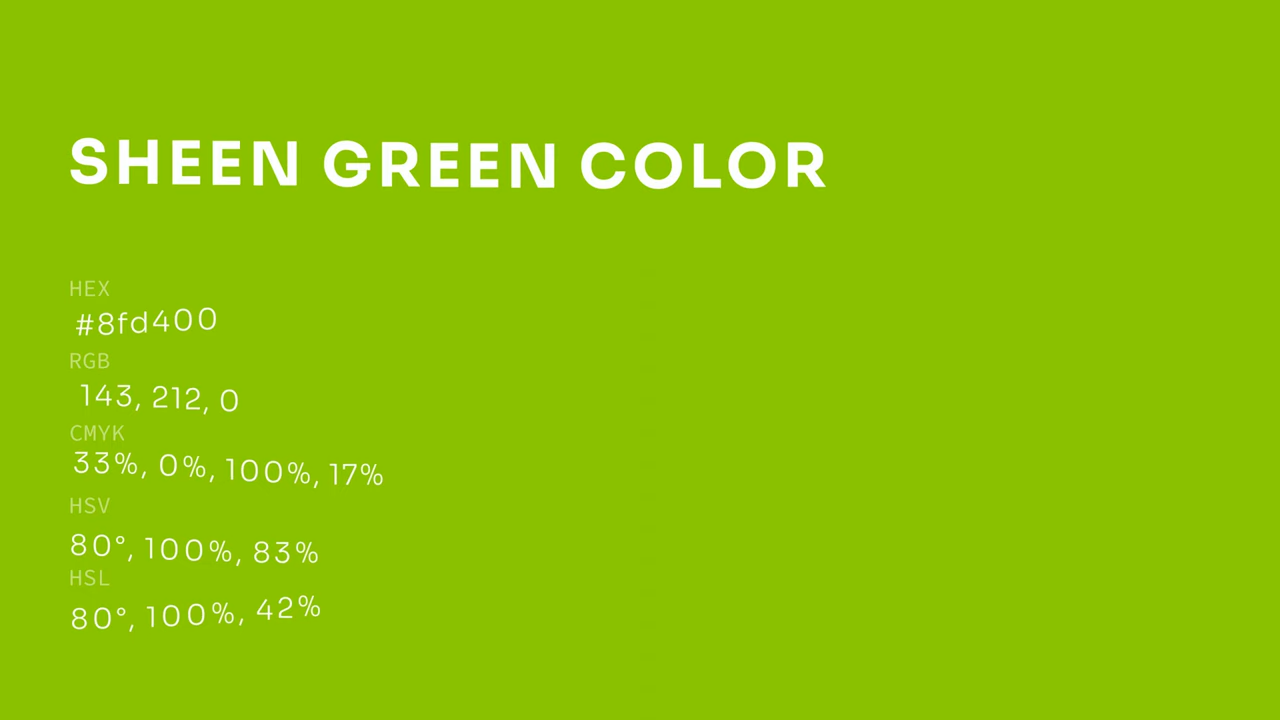 SHEEN GREEN COLOR
HEX
#8fd400
RGB
143, 212, 0
CMYK
33%, 0%, 100%, 17%
HSV
80°, 100%, 83%
HSL
80°, 100%, 42%